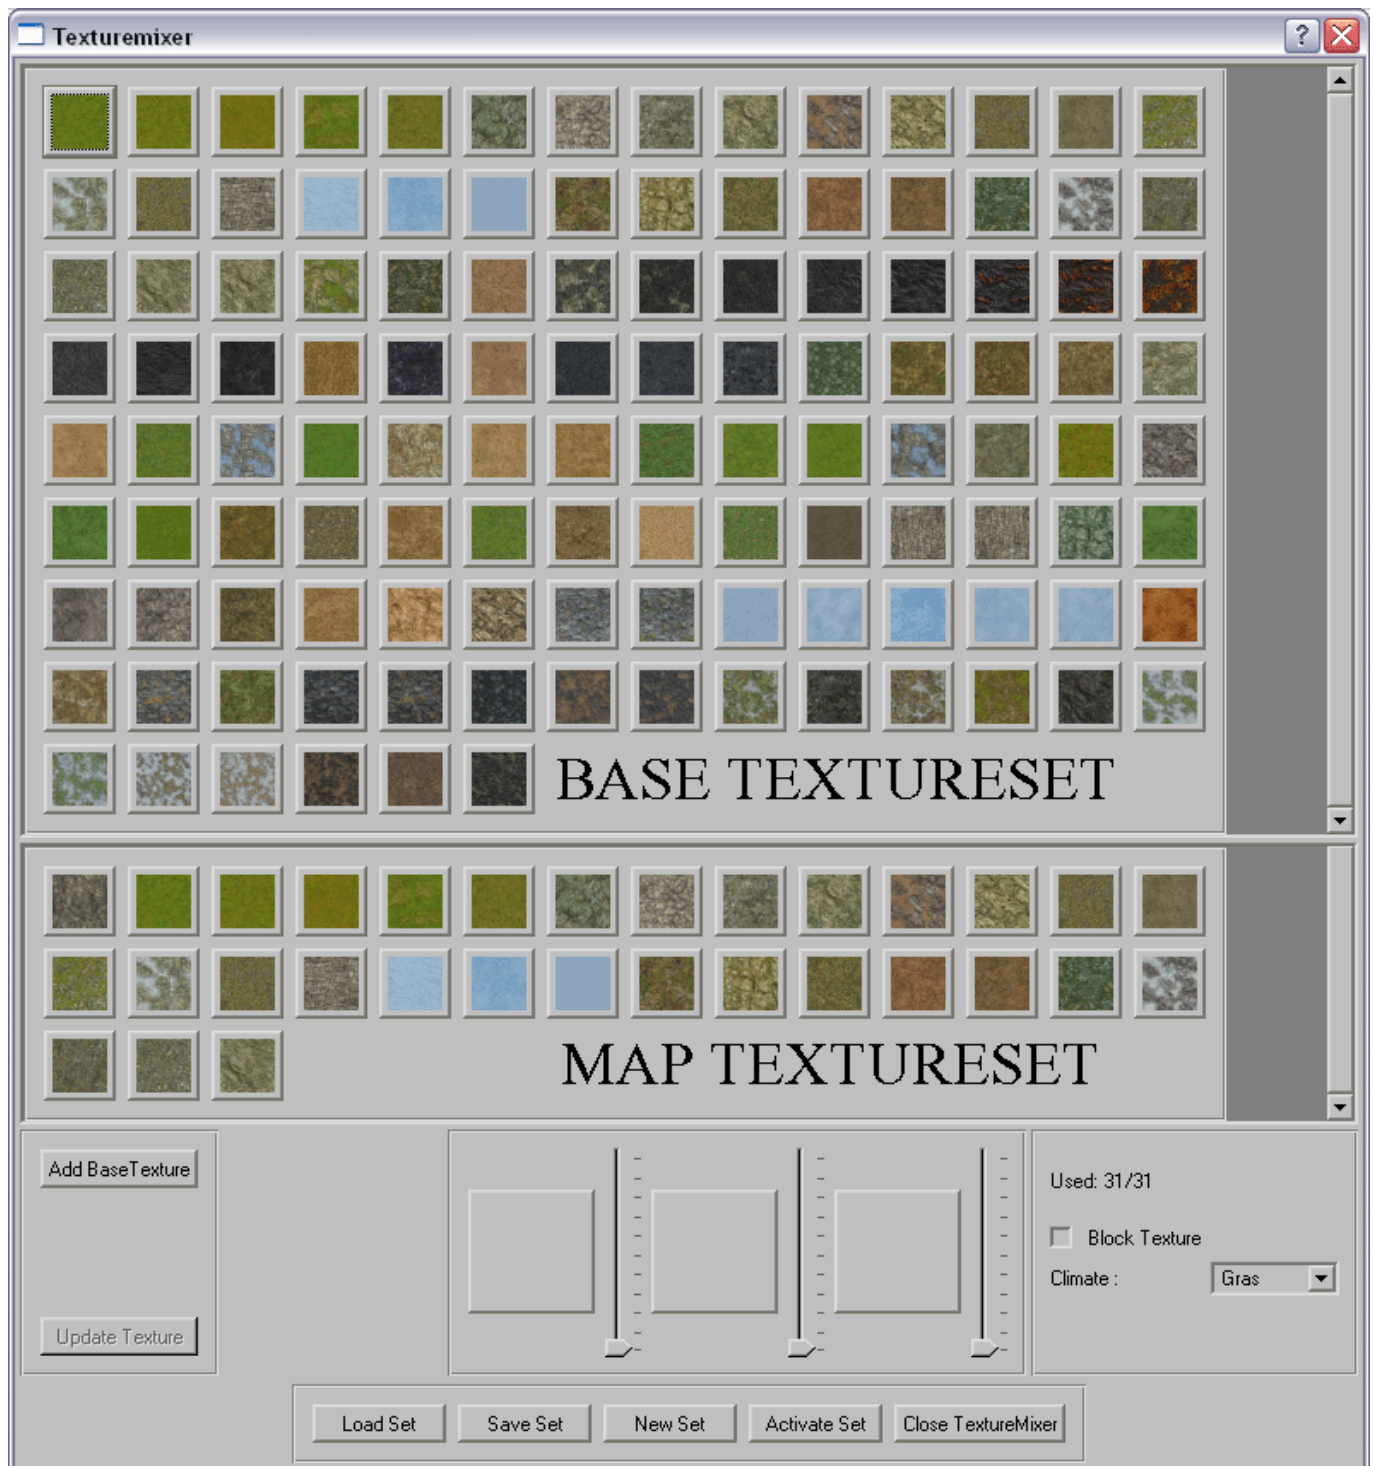 Texturemixer
BASE TEXTURESET
MAP TEXTURESET
Add BaseTexture
Update Texture
Used: 31/31
Block Texture
Climate : Gras
Load Set Save Set New Set Activate Set Close TextureMixer